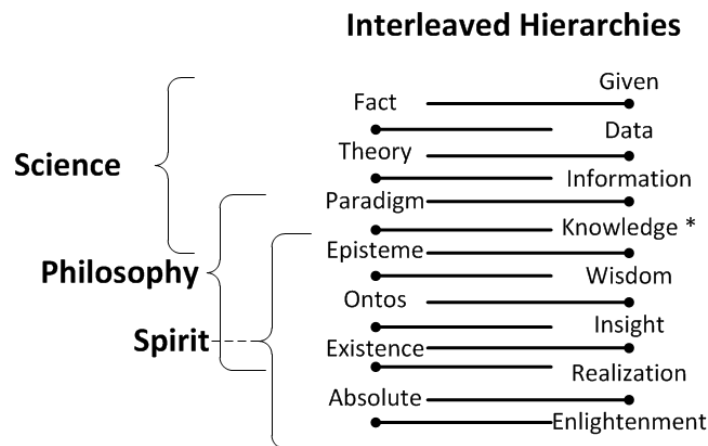 Interleaved Hierarchies
Given
Fact
Data
Theory
Science
Information
Paradigm
Knowledge *
Episteme
Philosophy
Wisdom
Ontos
Insight
Spirit
Existence
Realization
Absolute
Enlightenment